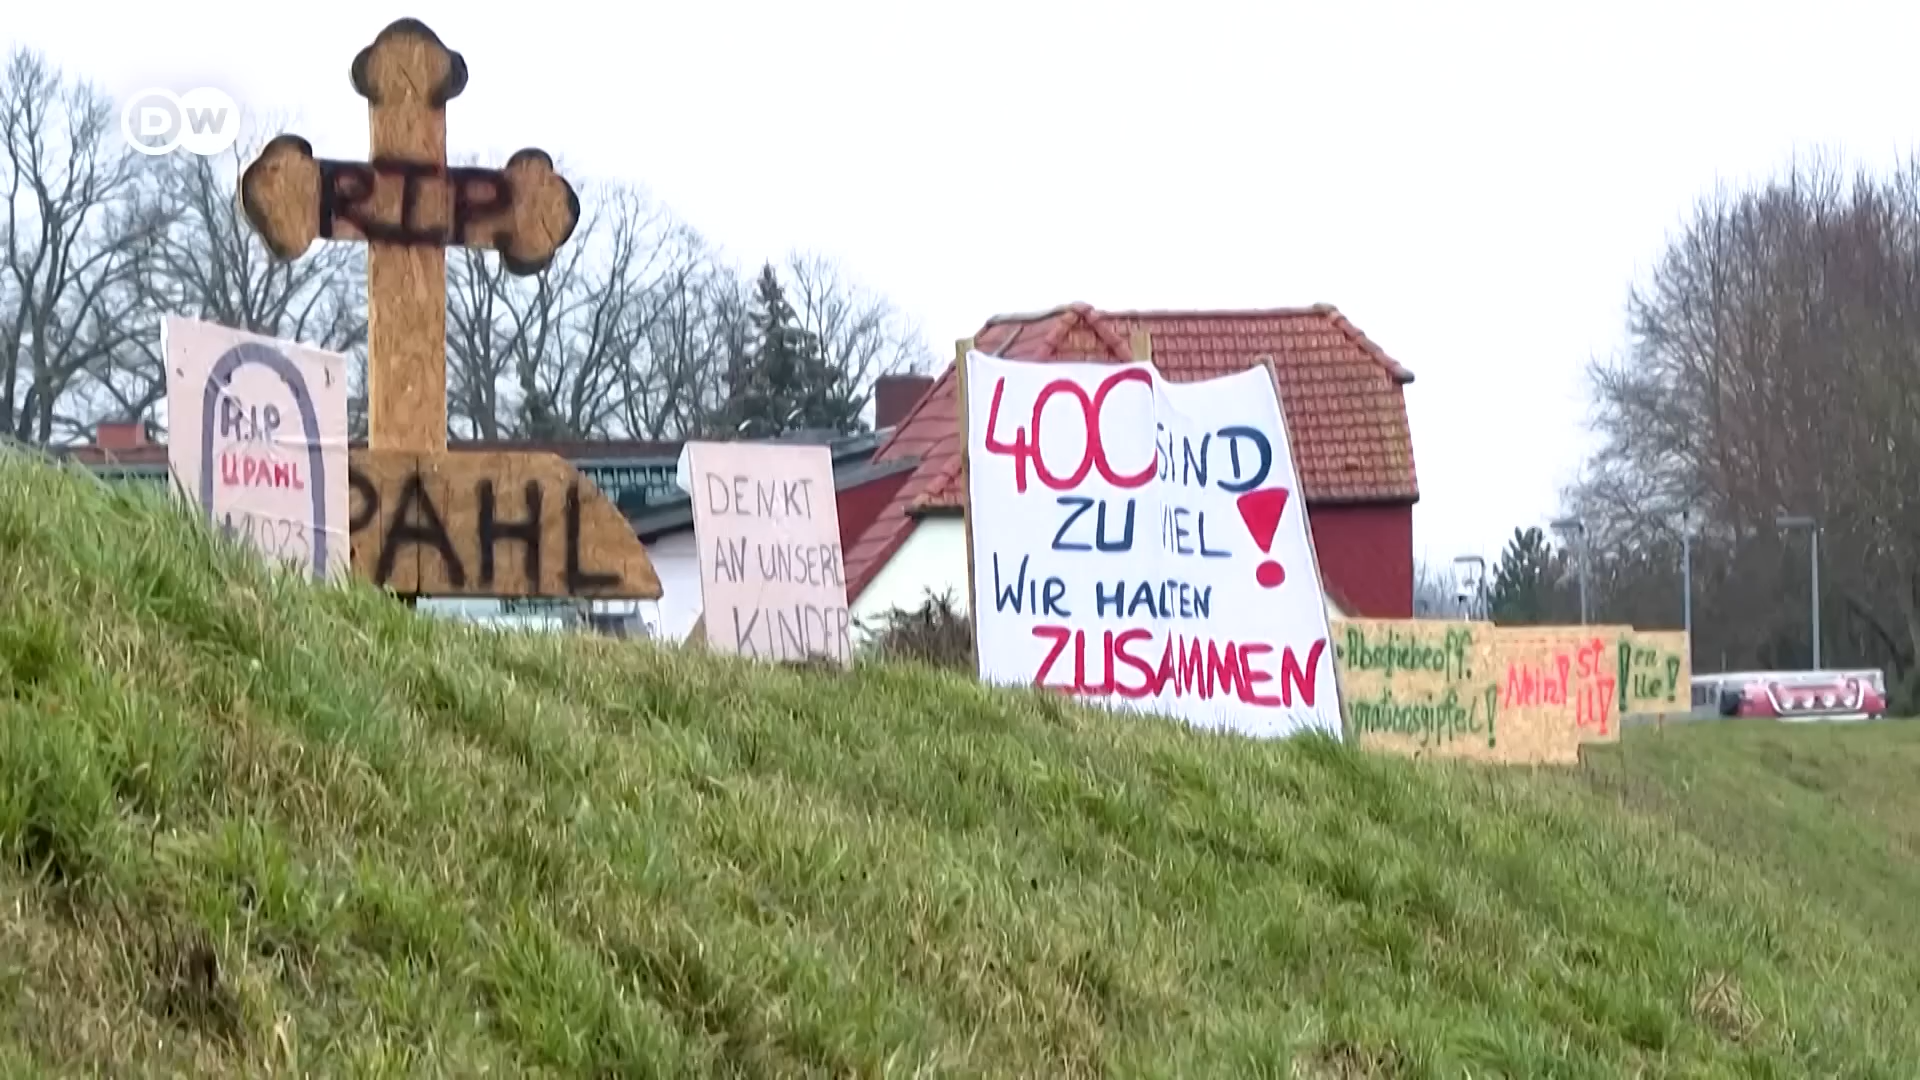 DW
RIP
R.I.P
UPAHL
2023
PAHL
DENKT
AN UNSERE
KINDER
400 SIND
ZU VIEL!
WIR HALTEN
ZUSAMMEN
Nein!